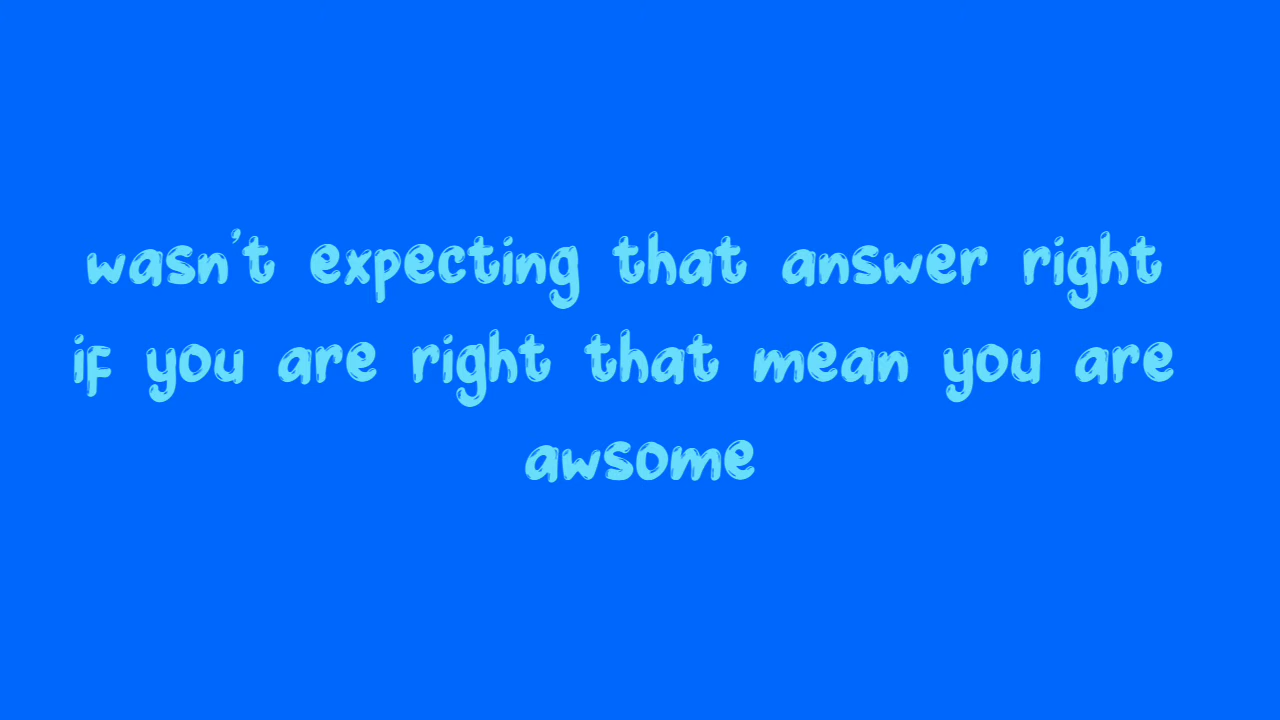 wasn't expecting that answer right
if you are right that mean you are
awsome